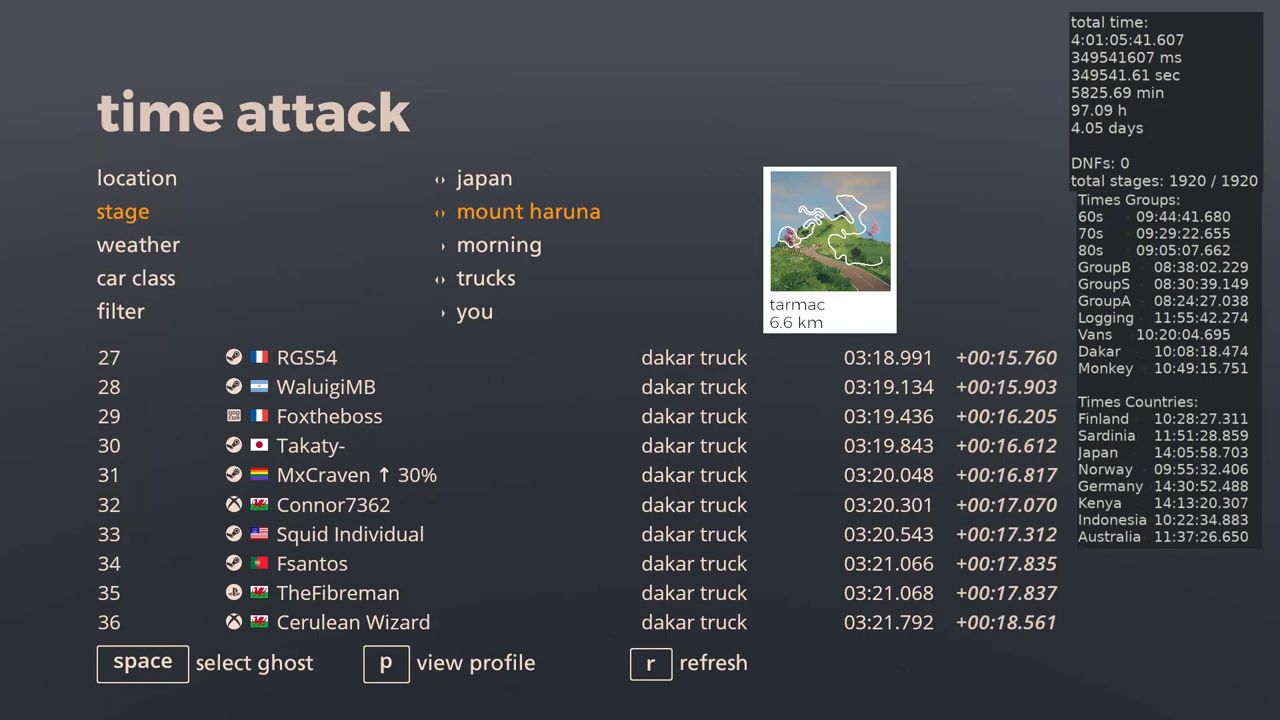 time attack
location japan
stage mount haruna
weather morning
car class trucks
filter you
tarmac
6.6 km
27 RGS54 dakar truck 03:18.991 +00:15.760
28 WaluigiMB dakar truck 03:19.134 +00:15.903
29 Foxtheboss dakar truck 03:19.436 +00:16.205
30 Takaty- dakar truck 03:19.843 +00:16.612
31 MxCraven ↑ 30% dakar truck 03:20.048 +00:16.817
32 Connor7362 dakar truck 03:20.301 +00:17.070
33 Squid Individual dakar truck 03:20.543 +00:17.312
34 Fsantos dakar truck 03:21.066 +00:17.835
35 TheFibreman dakar truck 03:21.068 +00:17.837
36 Cerulean Wizard dakar truck 03:21.792 +00:18.561
space select ghost p view profile r refresh
total time:
4:01:05:41.607
349541607 ms
349541.61 sec
5825.69 min
97.09 h
4.05 days
DNFs: 0
total stages: 1920 / 1920
Times Groups:
60s 09:44:41.680
70s 09:29:22.655
80s 09:05:07.662
GroupB 08:38:02.229
GroupS 08:30:39.149
GroupA 08:24:27.038
Logging 11:55:42.274
Vans 10:20:04.695
Dakar 10:08:18.474
Monkey 10:49:15.751
Times Countries:
Finland 10:28:27.311
Sardinia 11:51:28.859
Japan 14:05:58.703
Norway 09:55:32.406
Germany 14:30:52.488
Kenya 14:13:20.307
Indonesia 10:22:34.883
Australia 11:37:26.650